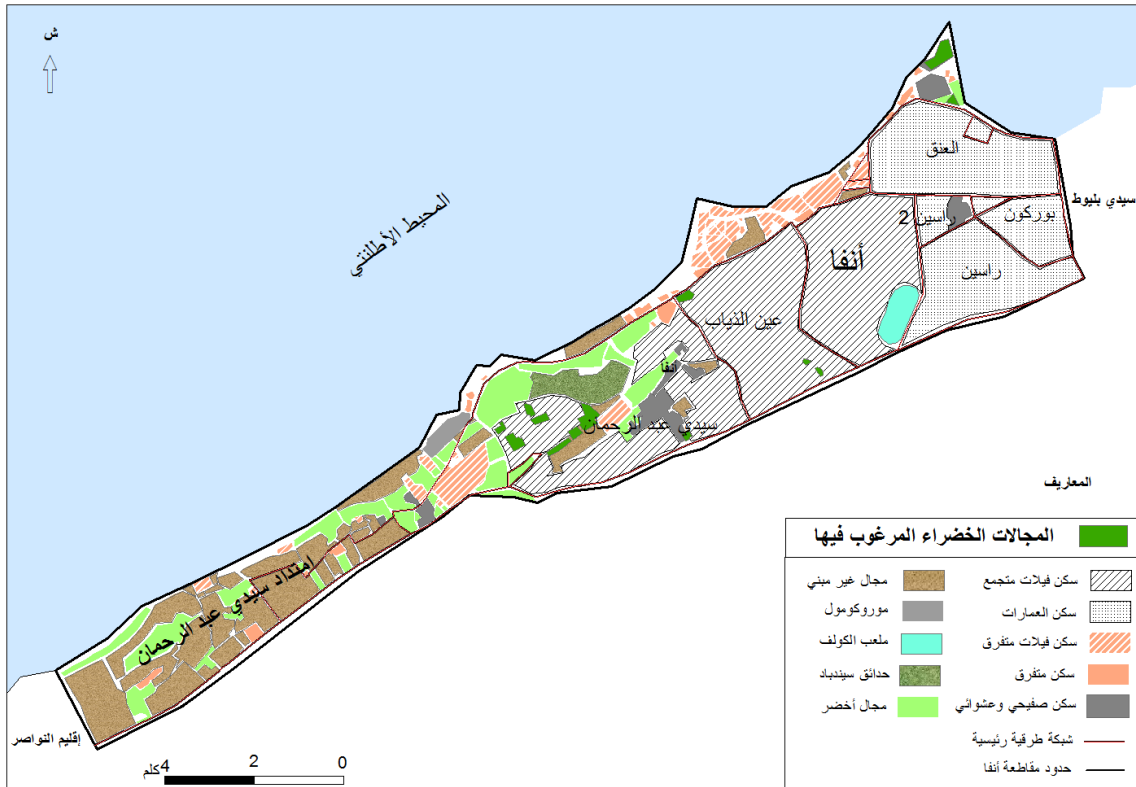 ش
العنق
سيدي بليوط
بوركون
راسين 2
المحيط الأطلنتي
أنفا
راسين
عين الذياب
أنفا
سيدي عبد الرحمان
المعاريف
امتداد سيدي عبد الرحمان
إقليم النواصر
كلم 4 2 0
المجالات الخضراء المرغوب فيها
سكن فيلات متجمع
مجال غير مبني
سكن العمارات
موروكومول
سكن فيلات متفرق
ملعب الكولف
سكن متفرق
حدائق سيندباد
سكن صفيحي وعشوائي
مجال أخضر
شبكة طرقية رئيسية
حدود مقاطعة أنفا